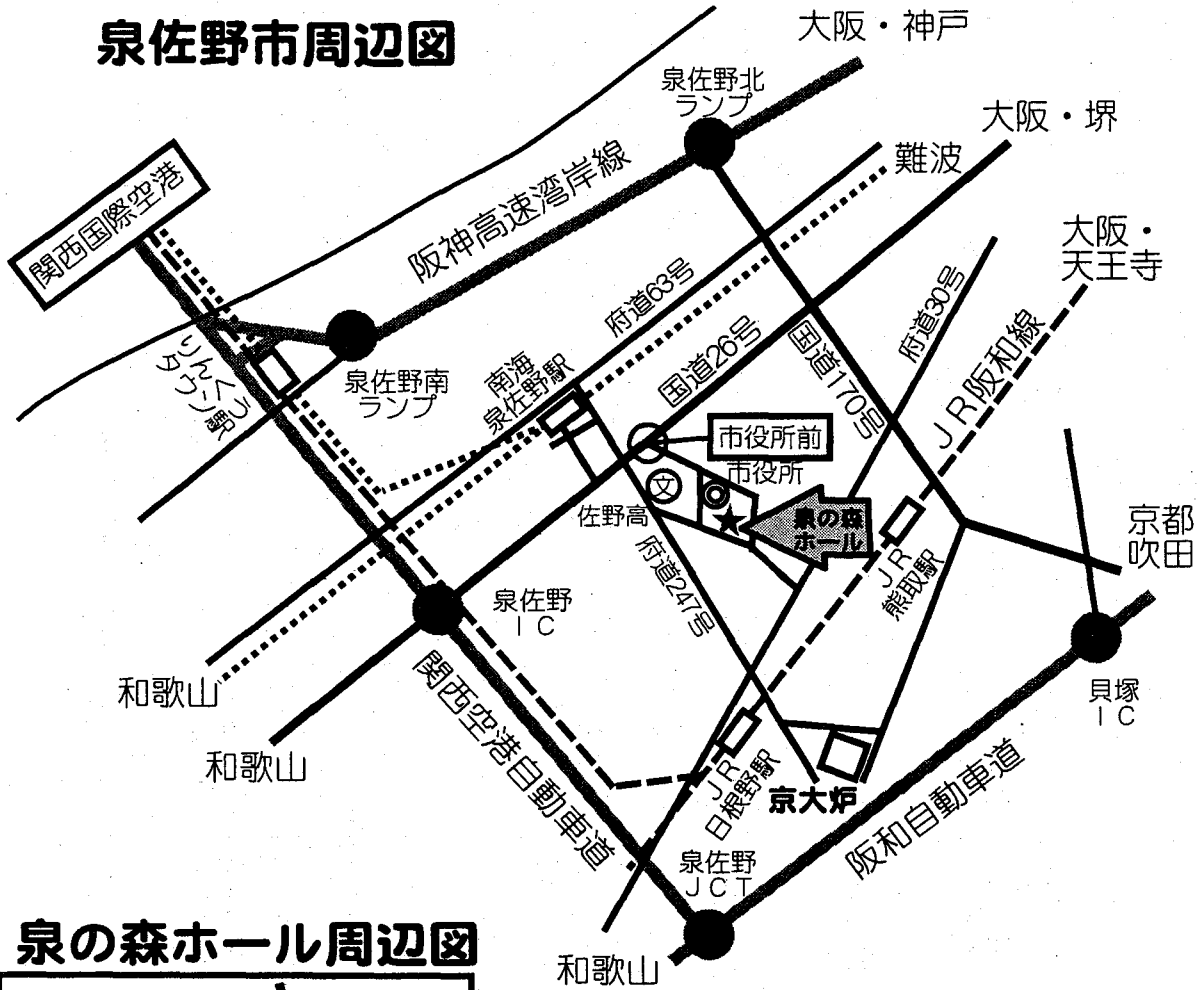 泉佐野市周辺図
大阪・神戸
泉佐野北
ランプ
大阪・堺
難波
関西国際空港
阪神高速湾岸線
大阪・
天王寺
府道63号
府道30号
りんくう
タウン駅
泉佐野南
ランプ
南海
泉佐野駅
国道26号
国道170号
JR阪和線
市役所前
市役所
文
佐野高
泉の森
ホール
京都
吹田
府道247号
JR
熊取駅
泉佐野
IC
和歌山
和歌山
関西空港自動車道
貝塚
IC
JR
日根野駅
京大炉
阪和自動車道
泉佐野
JCT
和歌山
泉の森ホール周辺図